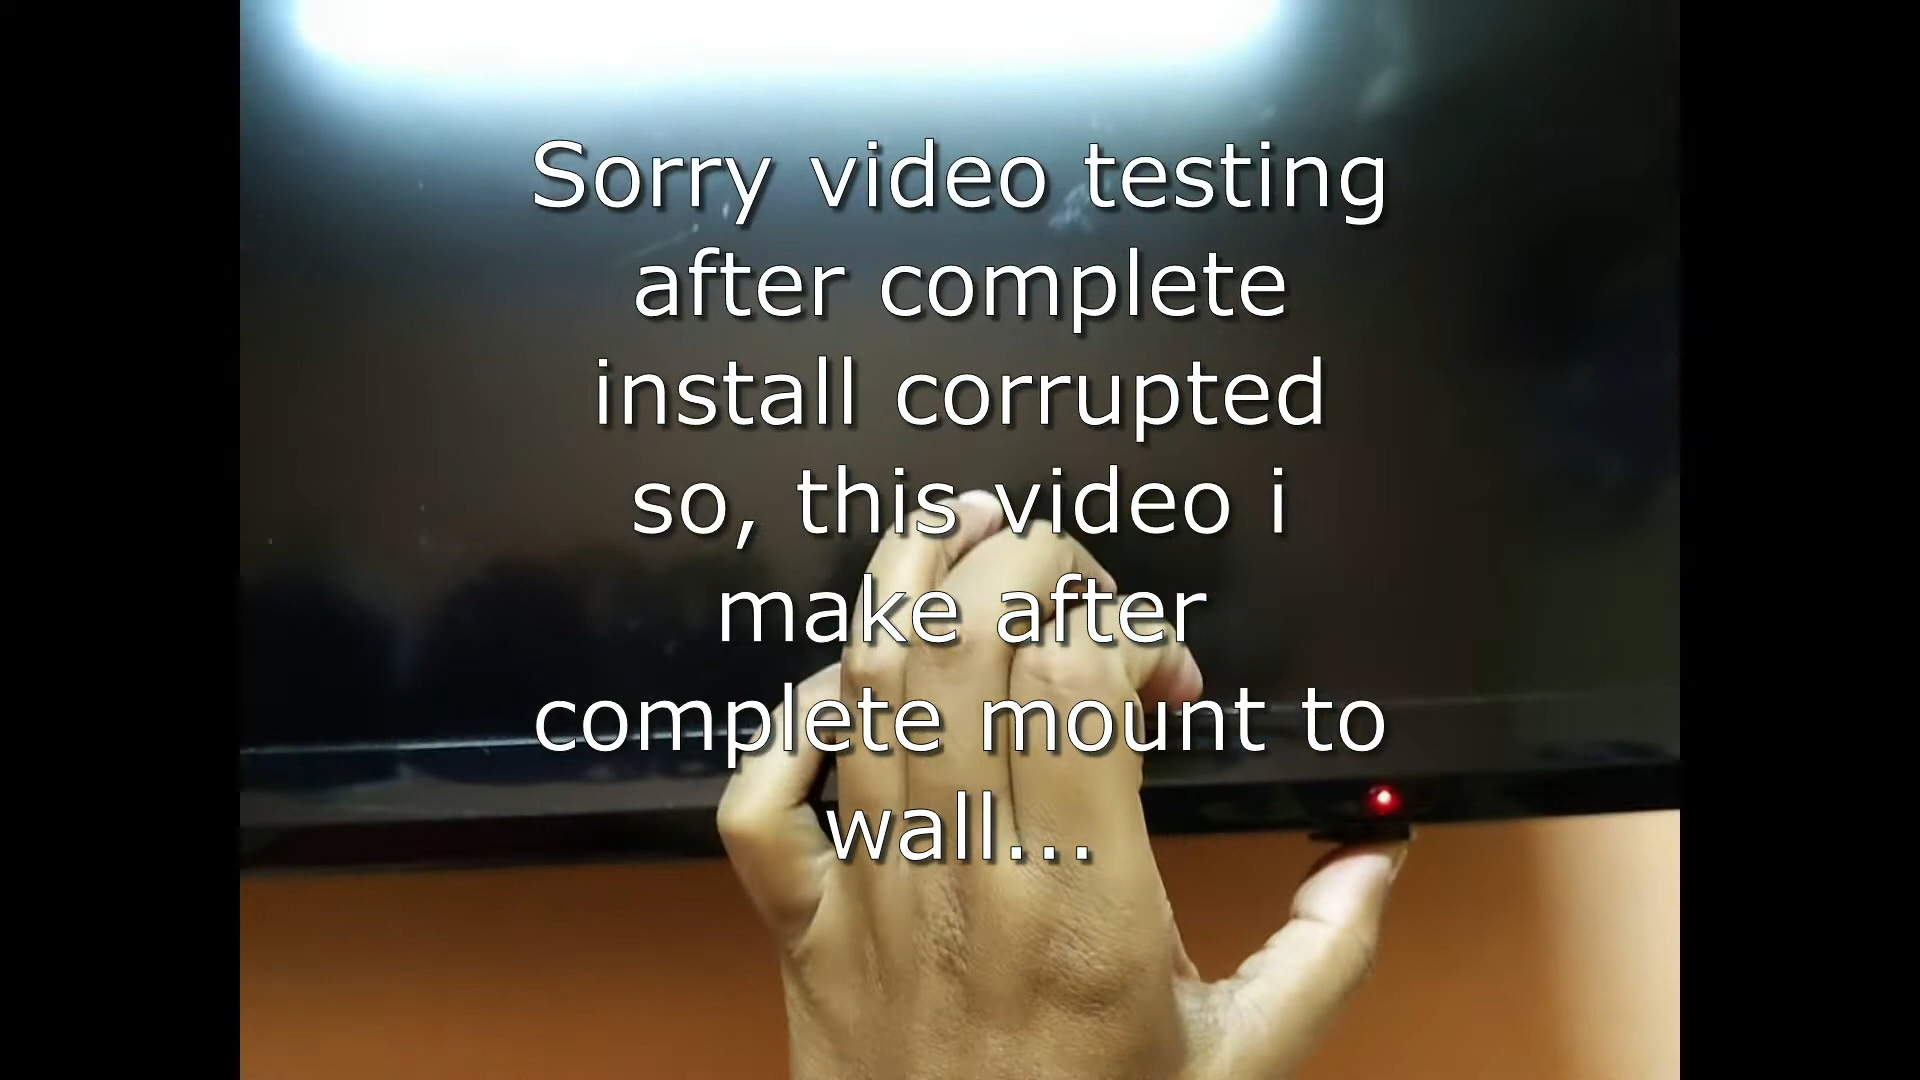 Sorry video testing
after complete
install corrupted
so, this video i
make after
complete mount to
wall...